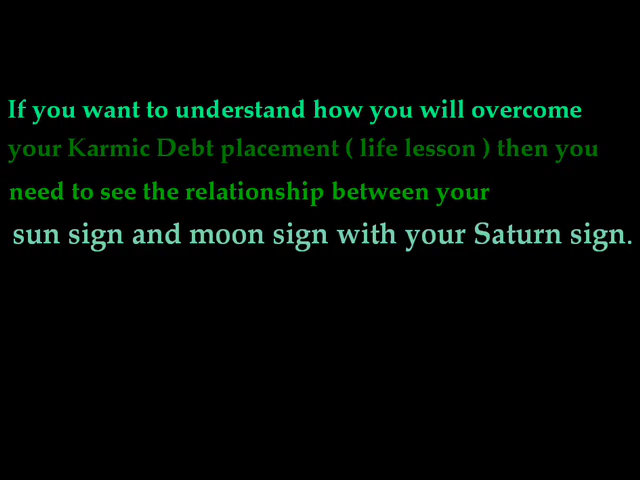 If you want to understand how you will overcome
your Karmic Debt placement ( life lesson ) then you
need to see the relationship between your
sun sign and moon sign with your Saturn sign.